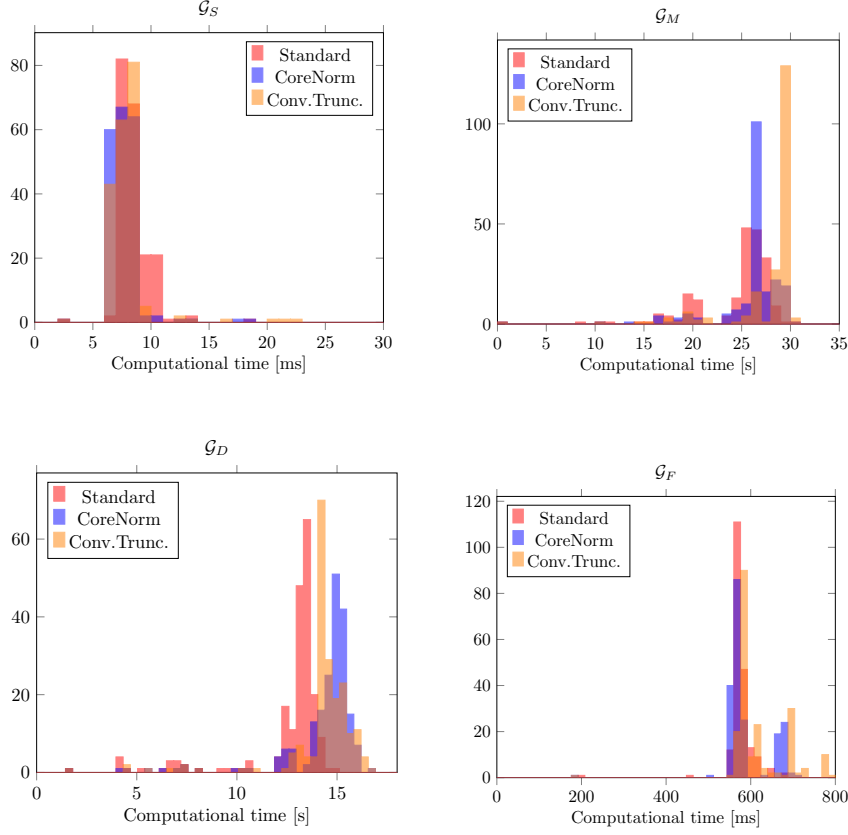 𝒢_S
80
60
40
20
0
0 5 10 15 20 25 30
Computational time [ms]
Standard
CoreNorm
Conv.Trunc.
𝒢_M
100
50
0
0 5 10 15 20 25 30 35
Computational time [s]
Standard
CoreNorm
Conv.Trunc.
𝒢_D
60
40
20
0
0 5 10 15
Computational time [s]
Standard
CoreNorm
Conv.Trunc.
𝒢_F
120
100
80
60
40
20
0
0 200 400 600 800
Computational time [ms]
Standard
CoreNorm
Conv.Trunc.